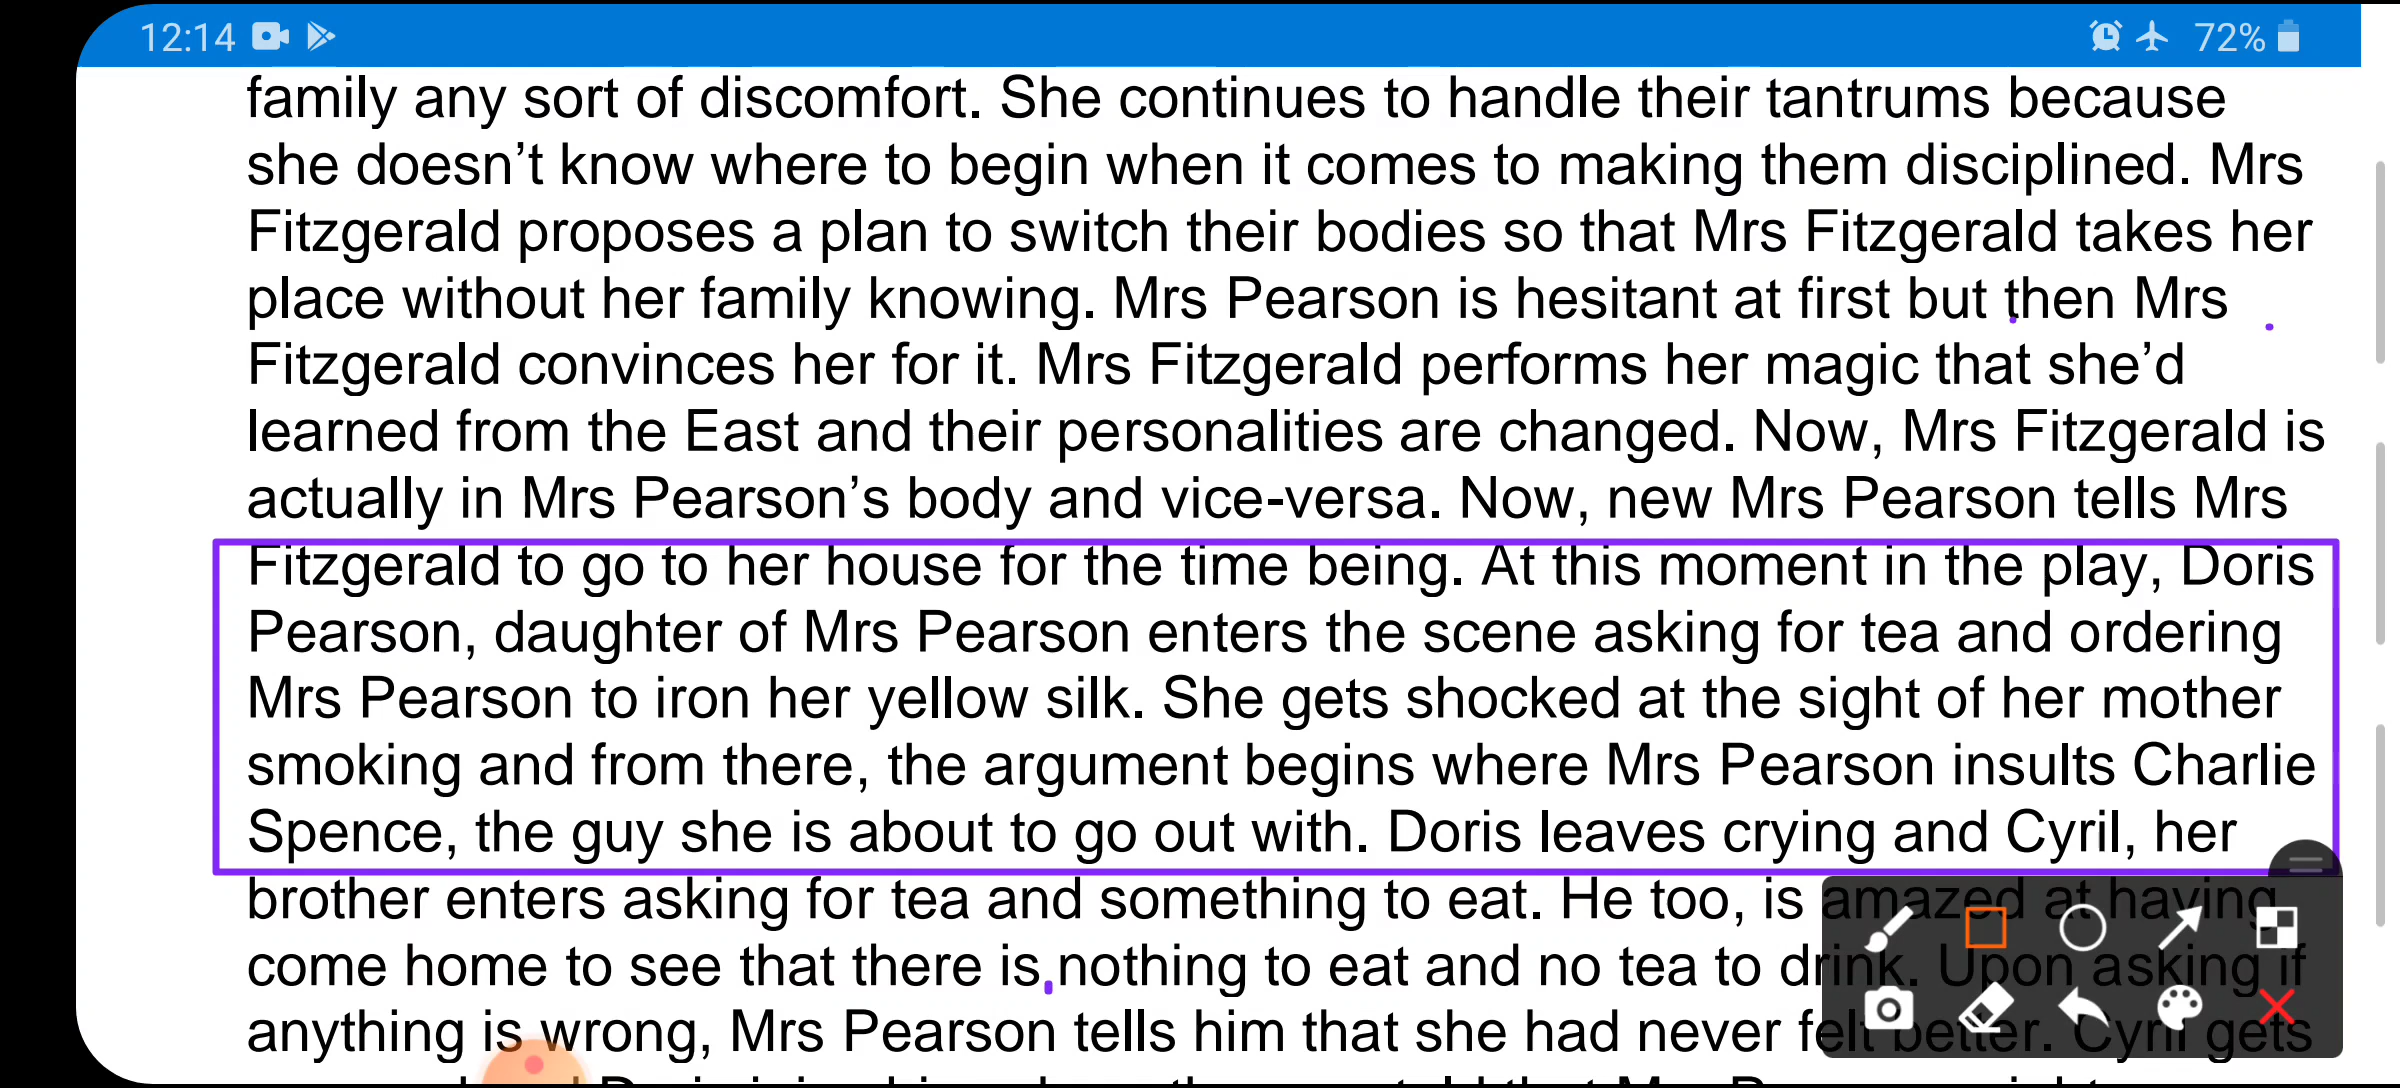 12:14 72%
family any sort of discomfort. She continues to handle their tantrums because
she doesn’t know where to begin when it comes to making them disciplined. Mrs
Fitzgerald proposes a plan to switch their bodies so that Mrs Fitzgerald takes her
place without her family knowing. Mrs Pearson is hesitant at first but then Mrs
Fitzgerald convinces her for it. Mrs Fitzgerald performs her magic that she’d
learned from the East and their personalities are changed. Now, Mrs Fitzgerald is
actually in Mrs Pearson’s body and vice-versa. Now, new Mrs Pearson tells Mrs
Fitzgerald to go to her house for the time being. At this moment in the play, Doris
Pearson, daughter of Mrs Pearson enters the scene asking for tea and ordering
Mrs Pearson to iron her yellow silk. She gets shocked at the sight of her mother
smoking and from there, the argument begins where Mrs Pearson insults Charlie
Spence, the guy she is about to go out with. Doris leaves crying and Cyril, her
brother enters asking for tea and something to eat. He too, is amazed at having
come home to see that there is nothing to eat and no tea to drink. Upon asking if
anything is wrong, Mrs Pearson tells him that she had never felt better. Cyril gets